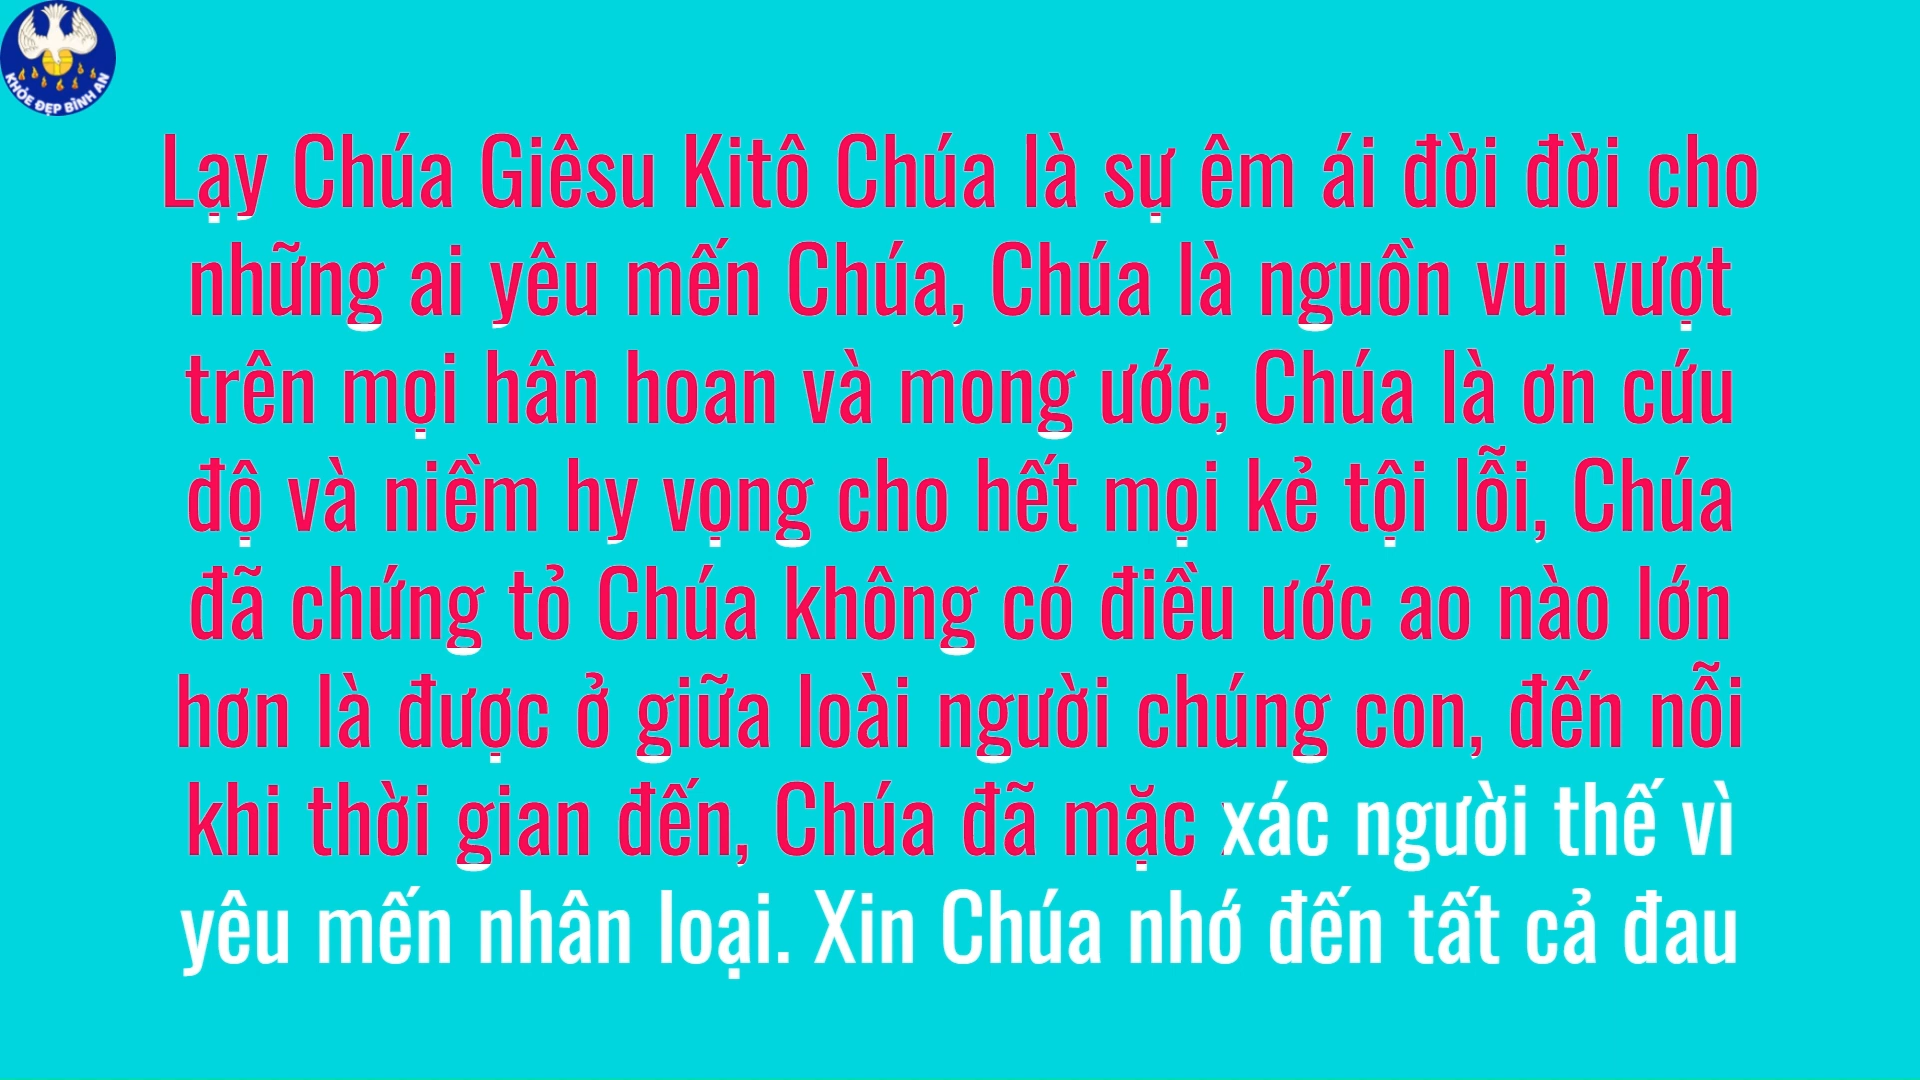 KHỎE ĐẸP BÌNH AN
Lạy Chúa Giêsu Kitô Chúa là sự êm ái đời đời cho
những ai yêu mến Chúa, Chúa là nguồn vui vượt
trên mọi hân hoan và mong ước, Chúa là ơn cứu
độ và niềm hy vọng cho hết mọi kẻ tội lỗi, Chúa
đã chứng tỏ Chúa không có điều ước ao nào lớn
hơn là được ở giữa loài người chúng con, đến nỗi
khi thời gian đến, Chúa đã mặc xác người thế vì
yêu mến nhân loại. Xin Chúa nhớ đến tất cả đau